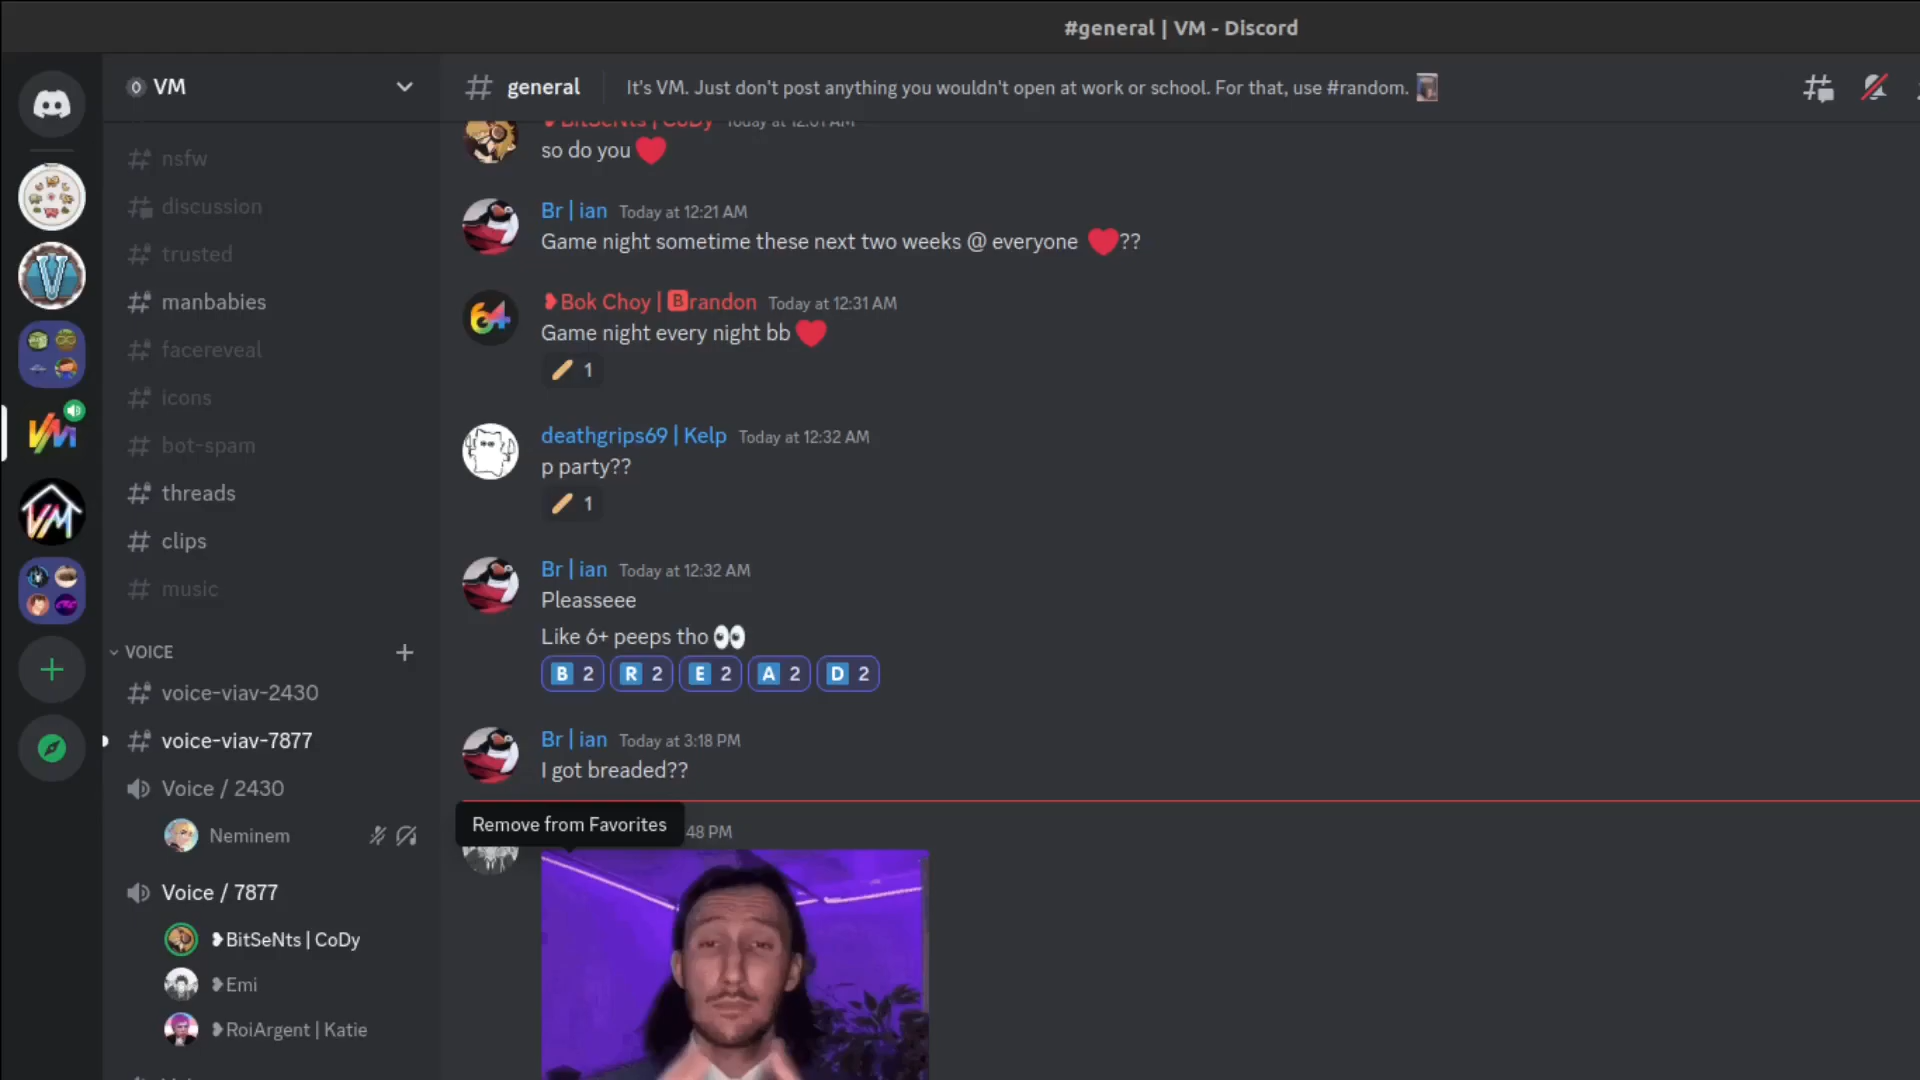 #general | VM - Discord
VM
general
It's VM. Just don't post anything you wouldn't open at work or school. For that, use #random.
nsfw
discussion
trusted
manbabies
facereveal
icons
bot-spam
threads
clips
music
VOICE
voice-viav-2430
voice-viav-7877
Voice / 2430
Neminem
Voice / 7877
❥BitSeNts | CoDy
❥Emi
❥RoiArgent | Katie
❥BitSeNts | CoDy Today at 12:01 AM
so do you ❤️
Br | ian Today at 12:21 AM
Game night sometime these next two weeks @ everyone ❤️??
❥Bok Choy | 🅱randon Today at 12:31 AM
Game night every night bb ❤️
1
deathgrips69 | Kelp Today at 12:32 AM
p party??
1
Br | ian Today at 12:32 AM
Pleasseee
Like 6+ peeps tho 👀
B 2 R 2 E 2 A 2 D 2
Br | ian Today at 3:18 PM
I got breaded??
Remove from Favorites
48 PM